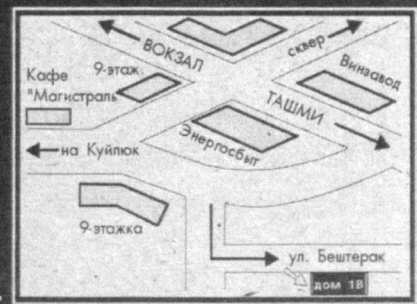 ВОКЗАЛ
сквер
Кафе
"Магистраль"
9-этаж.
Винзавод
ТАШМИ
Энергосбыт
на Куйлюк
9-этажка
ул. Бештерак
дом 18